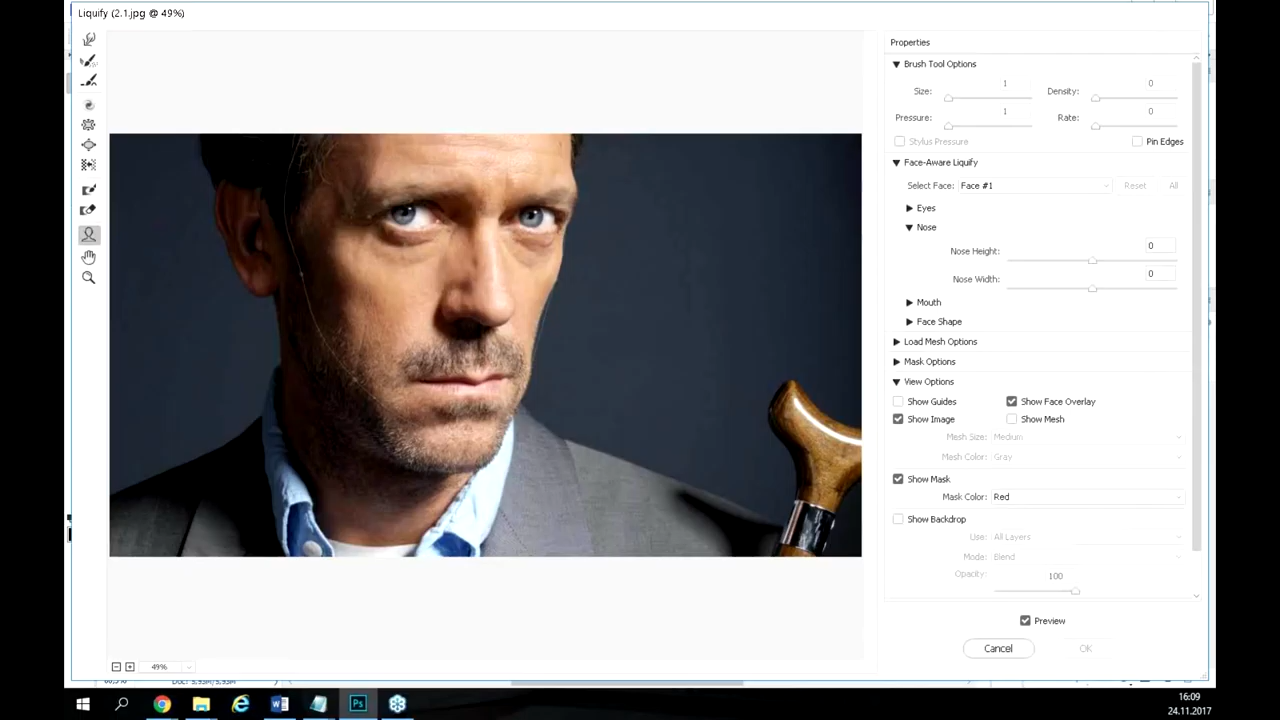 Liquify (2.1.jpg @ 49%)
Properties
Brush Tool Options
Size: 1 Density: 0
Pressure: 1 Rate: 0
Stylus Pressure Pin Edges
Face-Aware Liquify
Select Face: Face #1 Reset All
Eyes
Nose
Nose Height: 0
Nose Width: 0
Mouth
Face Shape
Load Mesh Options
Mask Options
View Options
Show Guides Show Face Overlay
Show Image Show Mesh
Mesh Size: Medium
Mesh Color: Gray
Show Mask
Mask Color: Red
Show Backdrop
Use: All Layers
Mode: Blend
Opacity: 100
Preview
Cancel OK
49%
16:09
24.11.2017